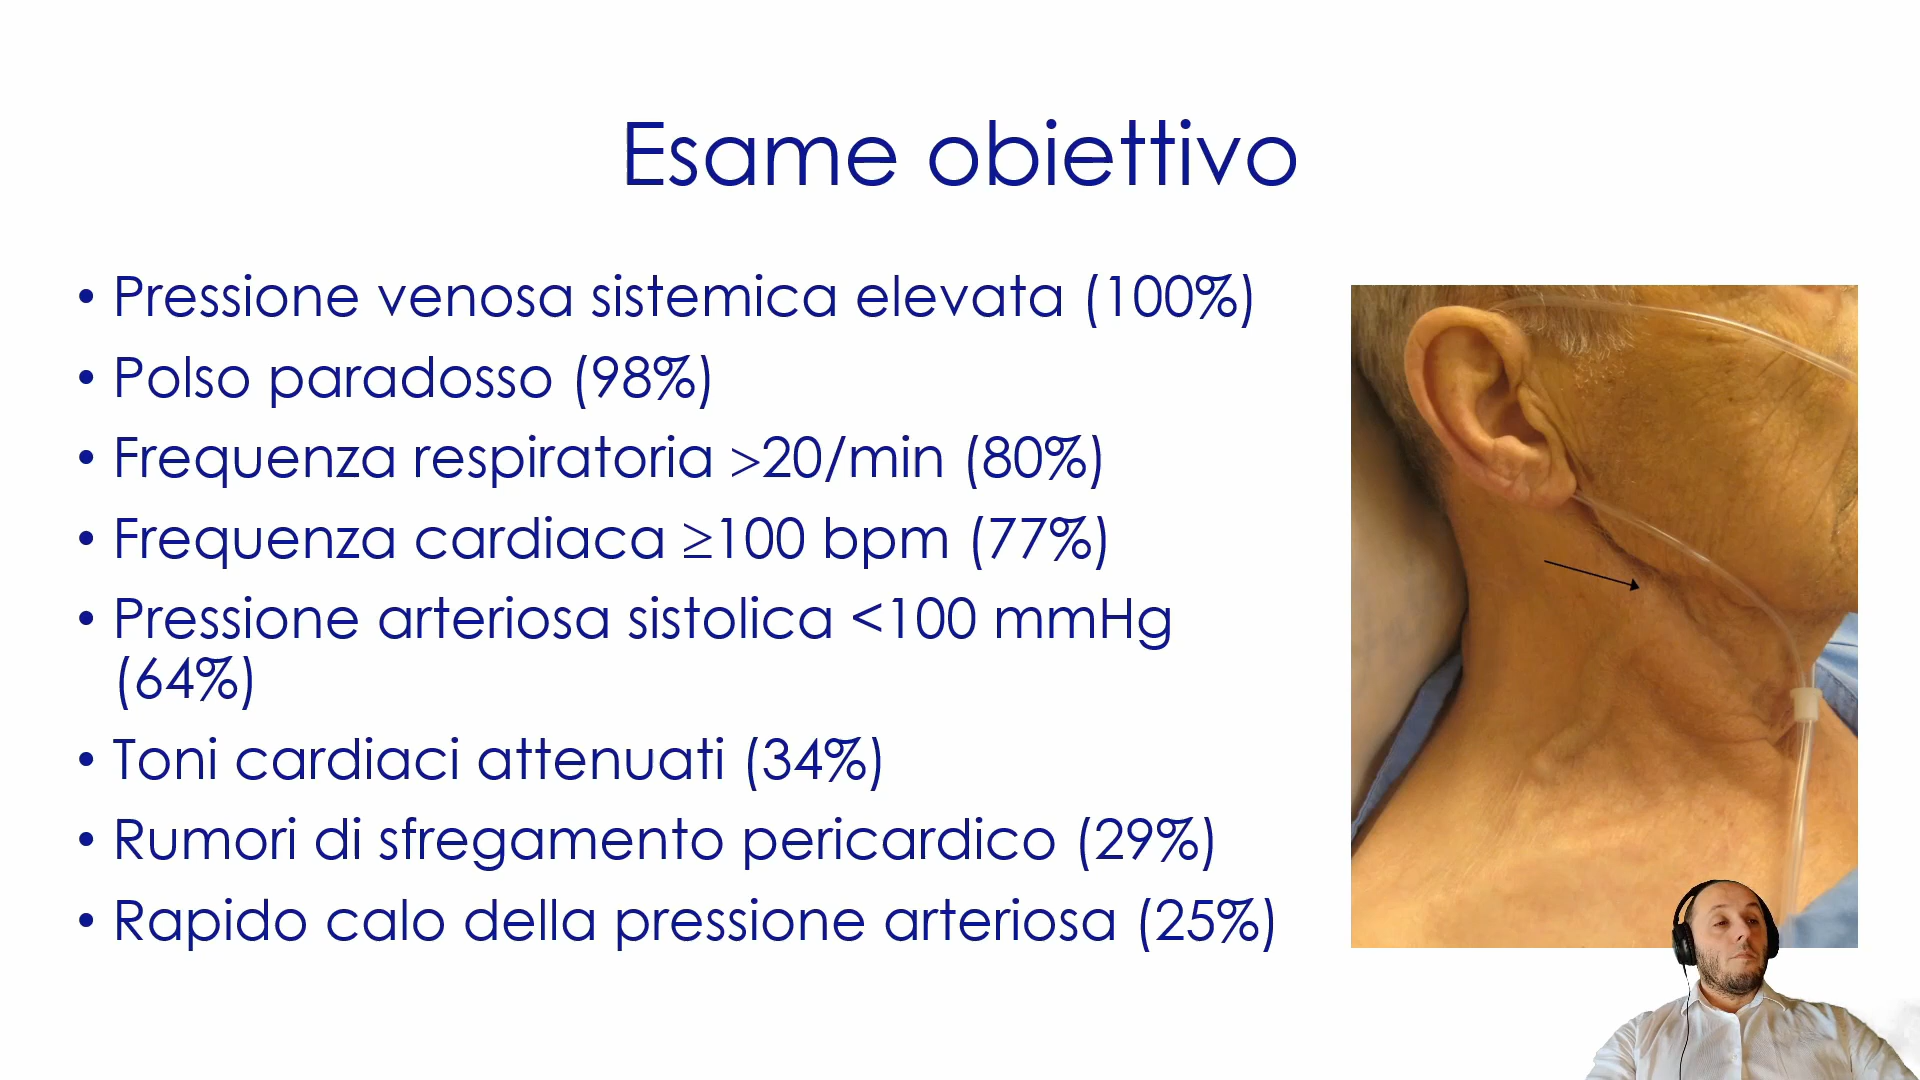 Esame obiettivo
• Pressione venosa sistemica elevata (100%)
• Polso paradosso (98%)
• Frequenza respiratoria >20/min (80%)
• Frequenza cardiaca ≥100 bpm (77%)
• Pressione arteriosa sistolica <100 mmHg
(64%)
• Toni cardiaci attenuati (34%)
• Rumori di sfregamento pericardico (29%)
• Rapido calo della pressione arteriosa (25%)